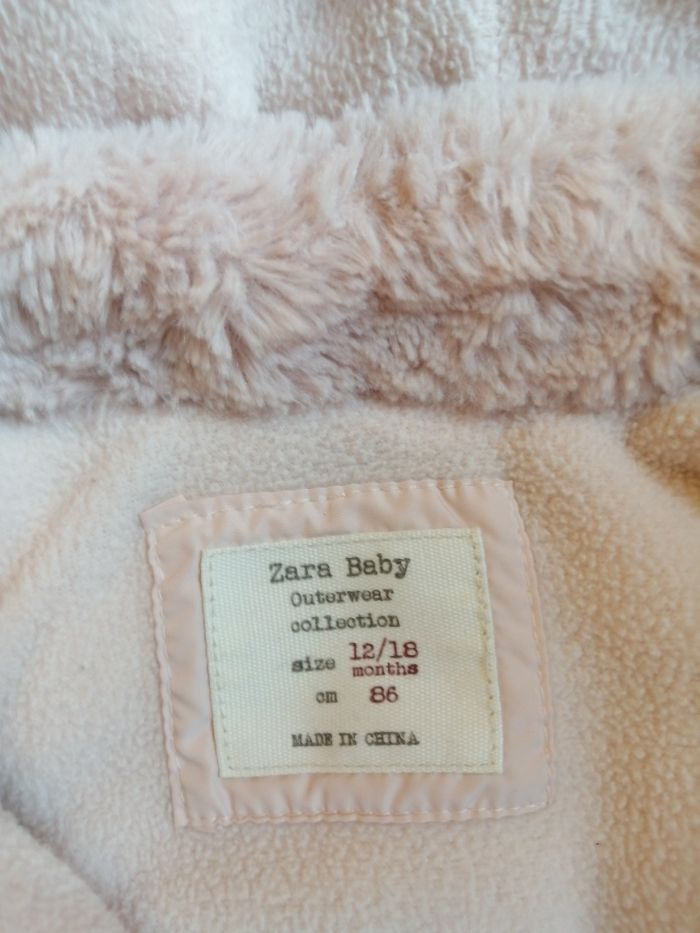 Zara Baby
Outerwear
collection
size 12/18
months
cm 86
MADE IN CHINA